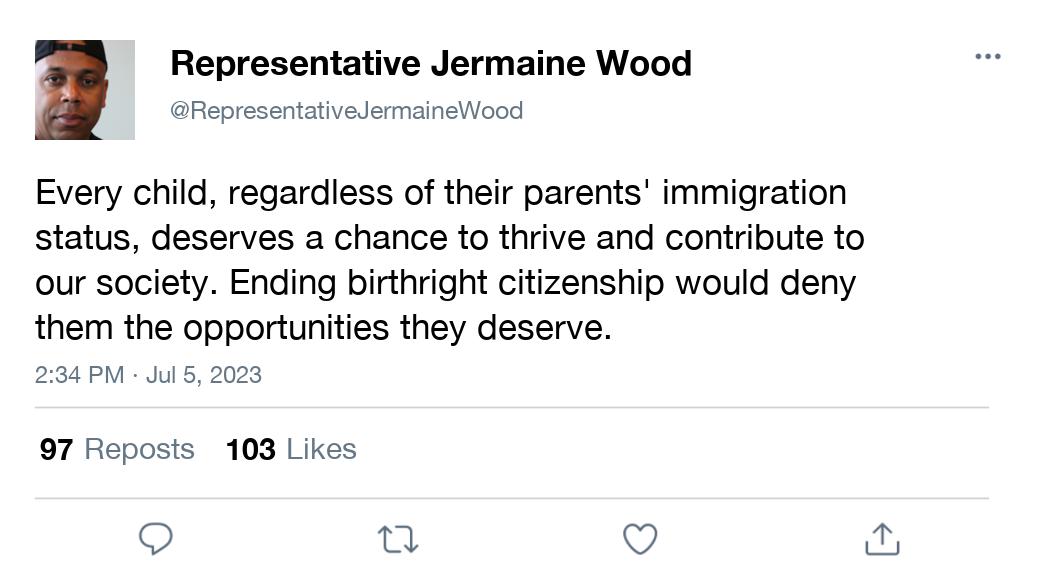 Representative Jermaine Wood
@RepresentativeJermaineWood
Every child, regardless of their parents' immigration
status, deserves a chance to thrive and contribute to
our society. Ending birthright citizenship would deny
them the opportunities they deserve.
2:34 PM · Jul 5, 2023
97 Reposts 103 Likes